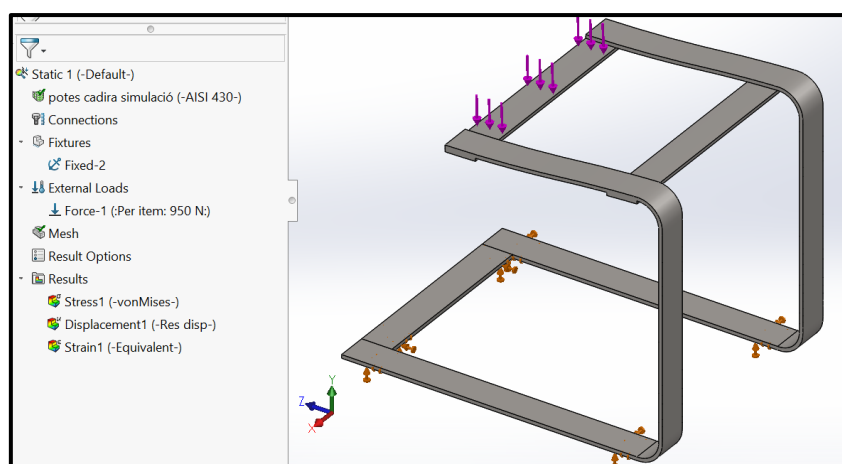 Static 1 (-Default-)
potes cadira simulació (-AISI 430-)
Connections
Fixtures
Fixed-2
External Loads
Force-1 (:Per item: 950 N:)
Mesh
Result Options
Results
Stress1 (-vonMises-)
Displacement1 (-Res disp-)
Strain1 (-Equivalent-)
Y
Z
X